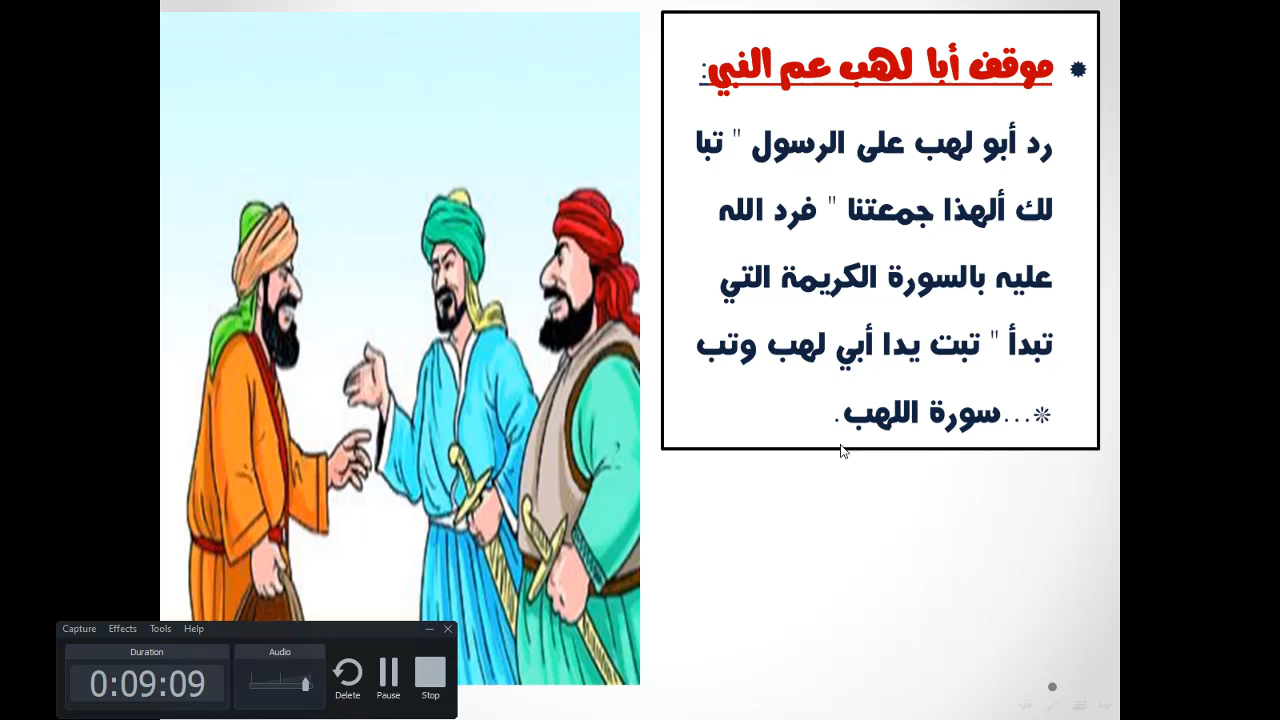 موقف أبا لهب عم النبي:
رد أبو لهب على الرسول " تبا
لك ألهذا جمعتنا " فرد الله
عليه بالسورة الكريمة التي
تبدأ " تبت يدا أبي لهب وتب
...سورة اللهب.
Capture Effects Tools Help
Duration Audio
0:09:09
Delete Pause Stop